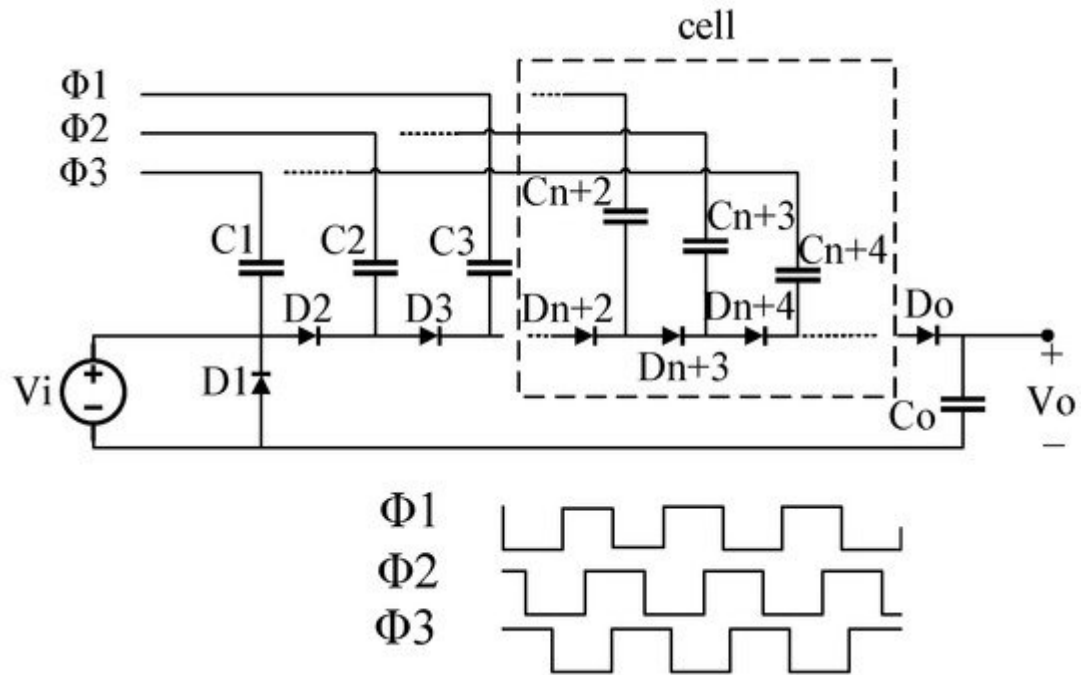 cell
Φ1
Φ2
Φ3
Cn+2
Cn+3
C1
C2
C3
Cn+4
D2
D3
Dn+2
Dn+4
Do
Vi
+
−
D1
Dn+3
Co
+
Vo
−
Φ1
Φ2
Φ3